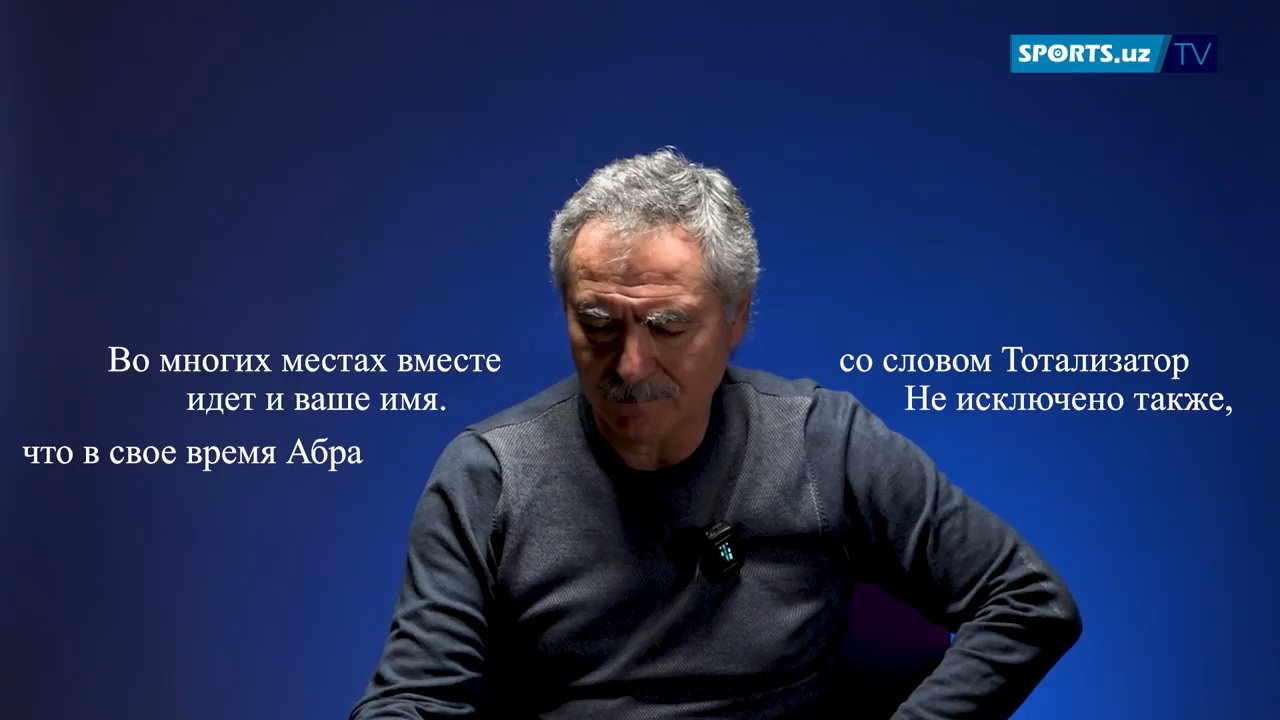 SPORTS.uz TV
Во многих местах вместе со словом Тотализатор
идет и ваше имя. Не исключено также,
что в свое время Абра